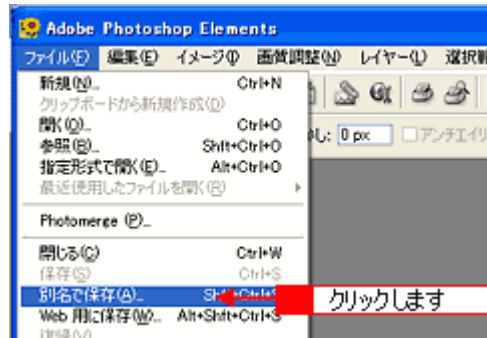 Adobe Photoshop Elements
ファイル(F) 編集(E) イメージ(I) 画質調整(N) レイヤー(L) 選択範
新規(N)... Ctrl+N
クリップボードから新規作成(D)
開く(O)... Ctrl+O
参照(B)... Shift+Ctrl+O
指定形式で開く(E)... Alt+Ctrl+O
最近使用したファイルを開く(R)
し: 0 px アンチエイリ
Photomerge (P)...
閉じる(C) Ctrl+W
保存(S) Ctrl+S
別名で保存(A)...
クリックします
Web 用に保存(W)... Alt+Shft+Ctrl+S